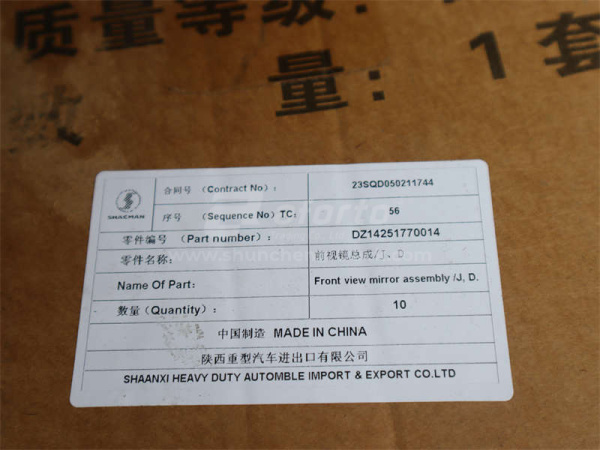 质量等级:
数 量: 1套
SHACMAN
合同号 (Contract No): 23SQD050211744
序号 (Sequence No) TC: 56
零件编号 (Part number): DZ14251770014
零件名称: 前视镜总成/J、D
Name Of Part: Front view mirror assembly /J, D.
数量(Quantity): 10
中国制造 MADE IN CHINA
陕西重型汽车进出口有限公司
SHAANXI HEAVY DUTY AUTOMBLE IMPORT & EXPORT CO.LTD